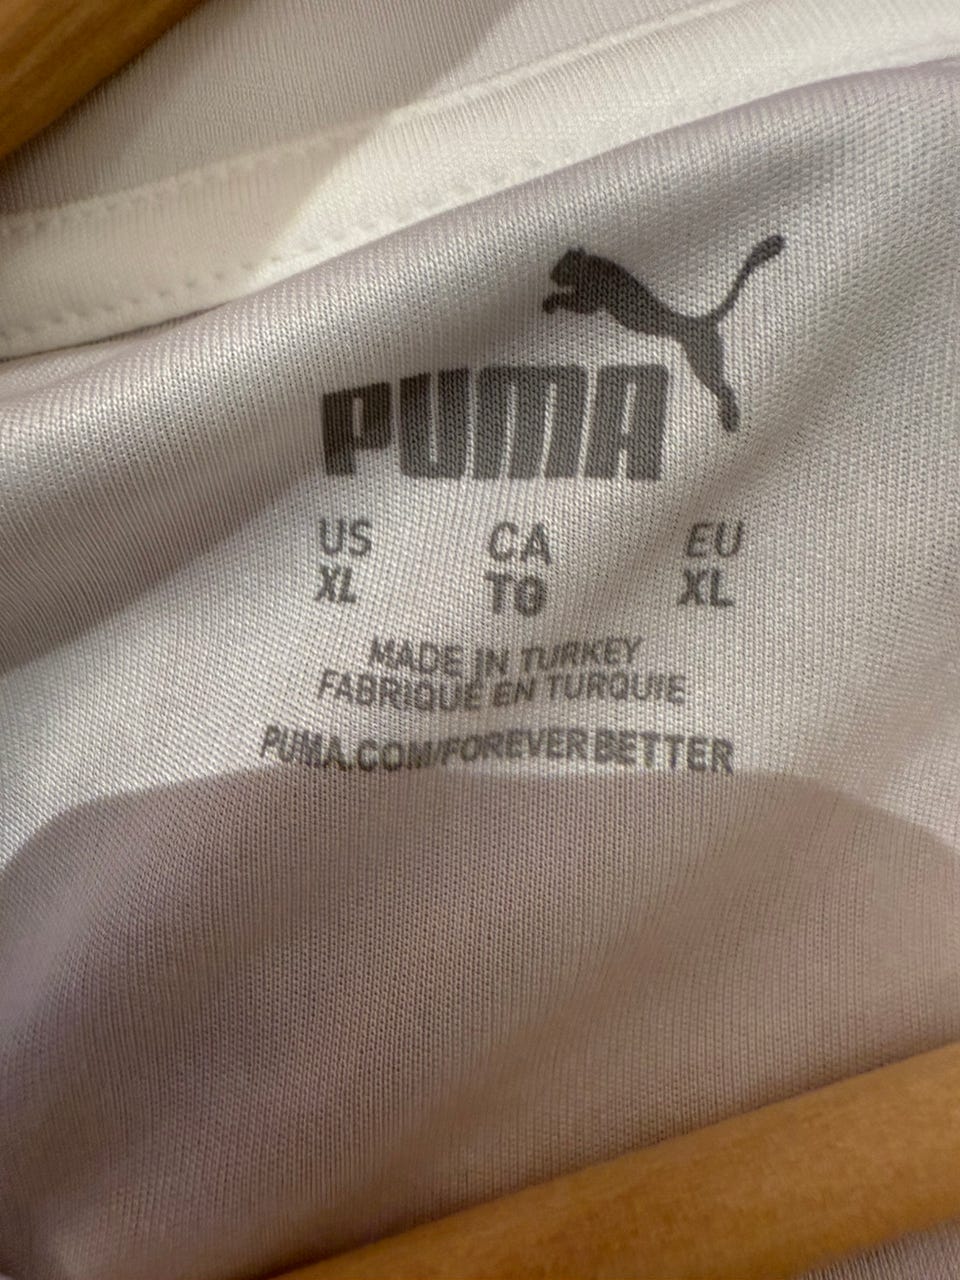 PUMA
US CA EU
XL TG XL
MADE IN TURKEY
FABRIQUÉ EN TURQUIE
PUMA.COM/FOREVERBETTER